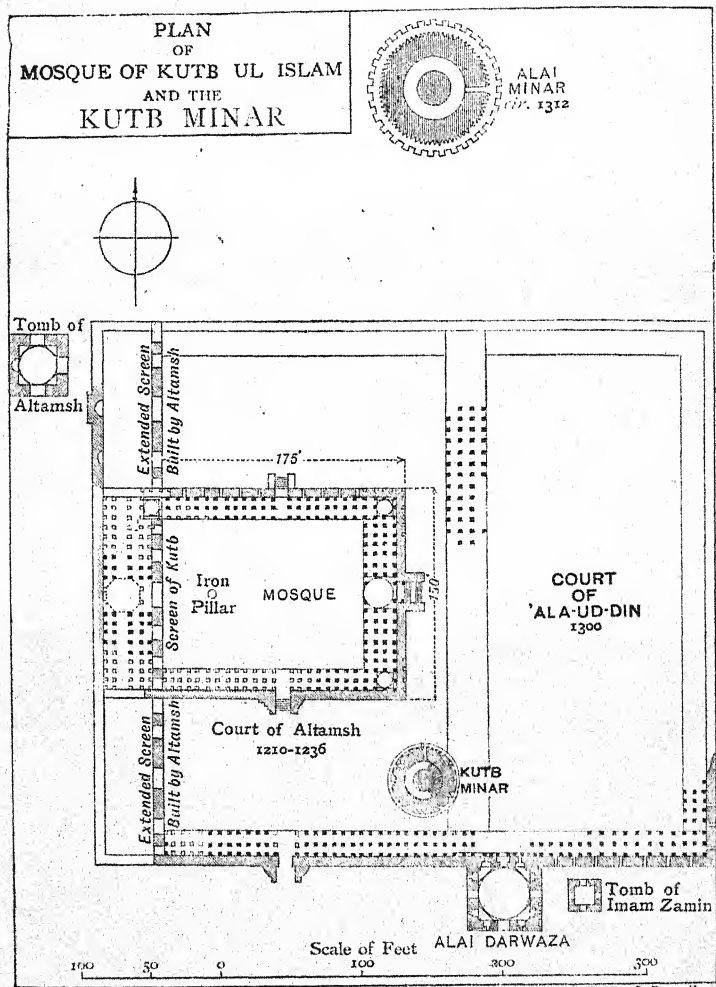 PLAN
OF
MOSQUE OF KUTB UL ISLAM
AND THE
KUTB MINAR
ALAI
MINAR
cir. 1312
Tomb of
Altamsh
Extended Screen
Built by Altamsh
175'
150'
Screen of Kutb
Iron
Pillar
MOSQUE
COURT
OF
'ALA-UD-DIN
1300
Extended Screen
Built by Altamsh
Court of Altamsh
1210-1236
KUTB
MINAR
Tomb of
Imam Zamin
ALAI DARWAZA
Scale of Feet
100 50 0 100 200 300